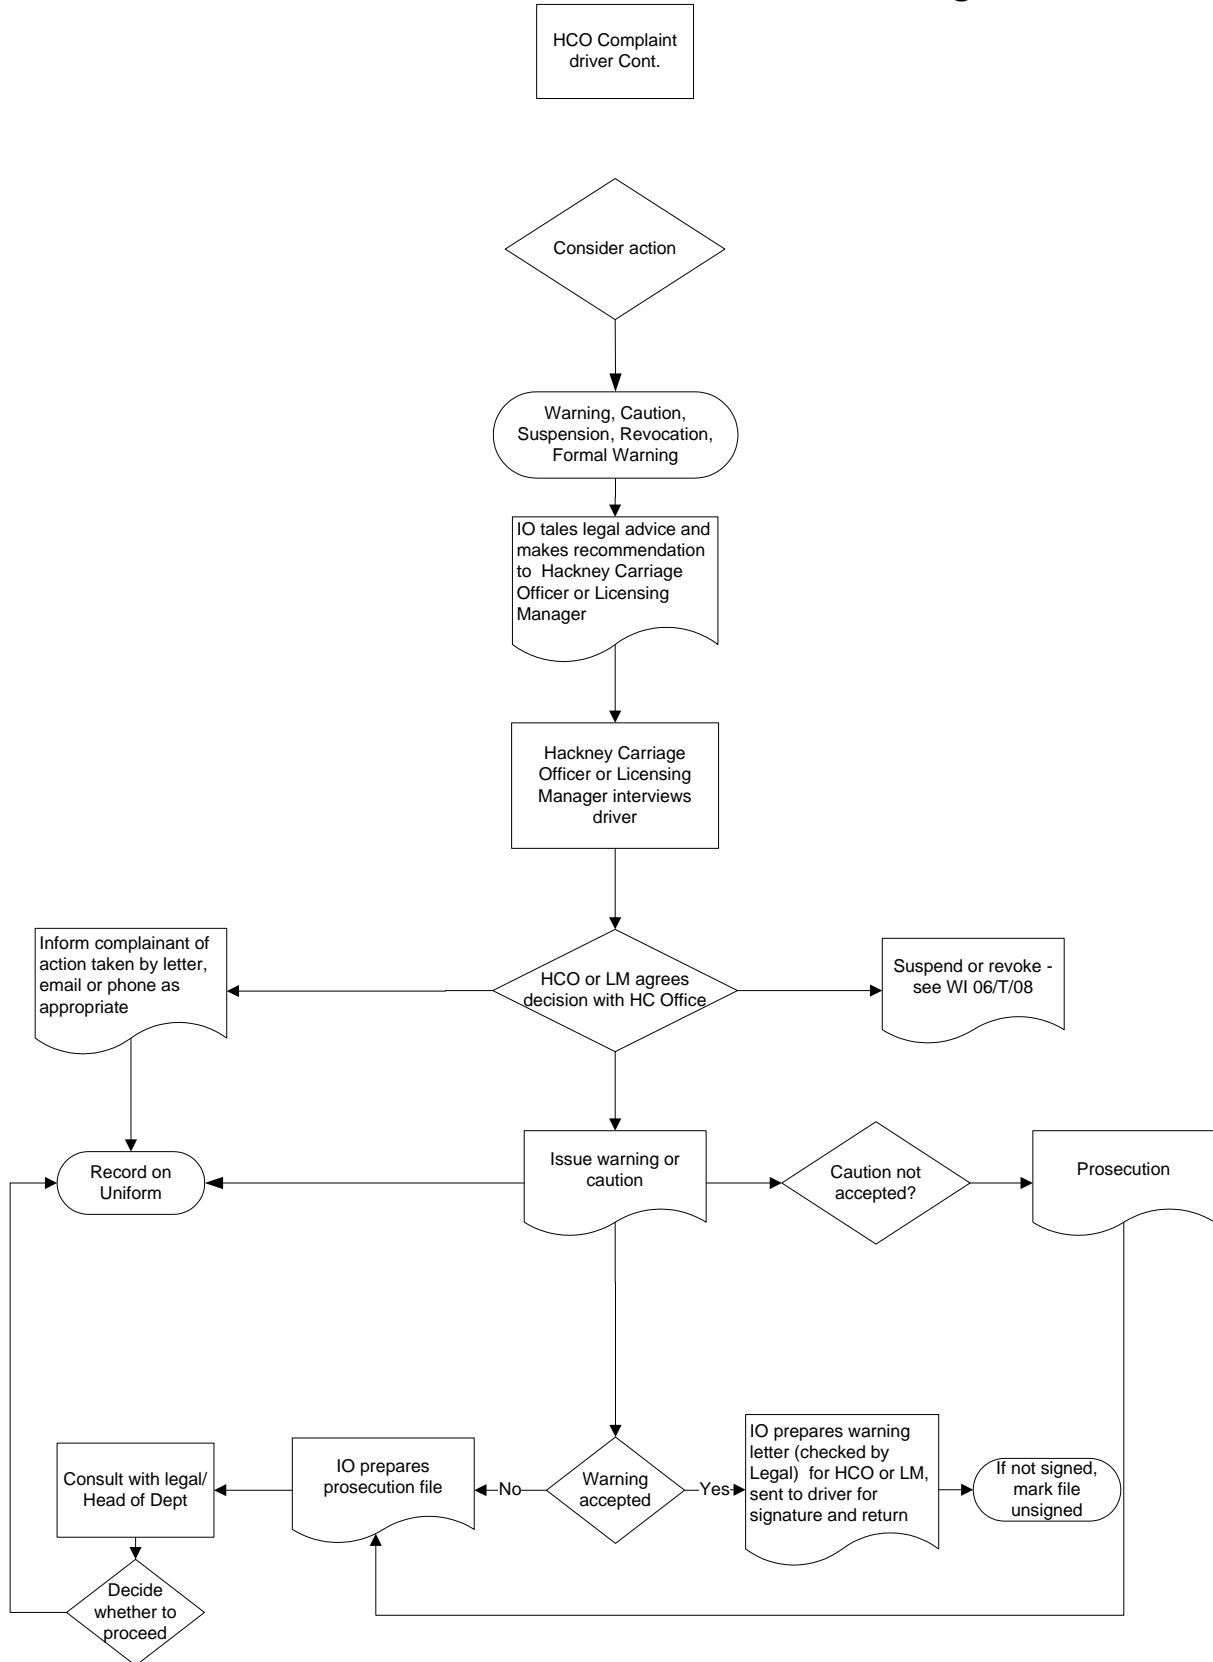 HCO Complaint
driver Cont.
Consider action
Warning, Caution,
Suspension, Revocation,
Formal Warning
IO tales legal advice and
makes recommendation
to  Hackney Carriage
Officer or Licensing
Manager
Hackney Carriage
Officer or Licensing
Manager interviews
driver
Inform complainant of
action taken by letter,
email or phone as
appropriate
HCO or LM agrees
decision with HC Office
Suspend or revoke -
see WI 06/T/08
Record on
Uniform
Issue warning or
caution
Caution not
accepted?
Prosecution
Consult with legal/
Head of Dept
IO prepares
prosecution file
No
Warning
accepted
Yes
IO prepares warning
letter (checked by
Legal)  for HCO or LM,
sent to driver for
signature and return
If not signed,
mark file
unsigned
Decide
whether to
proceed